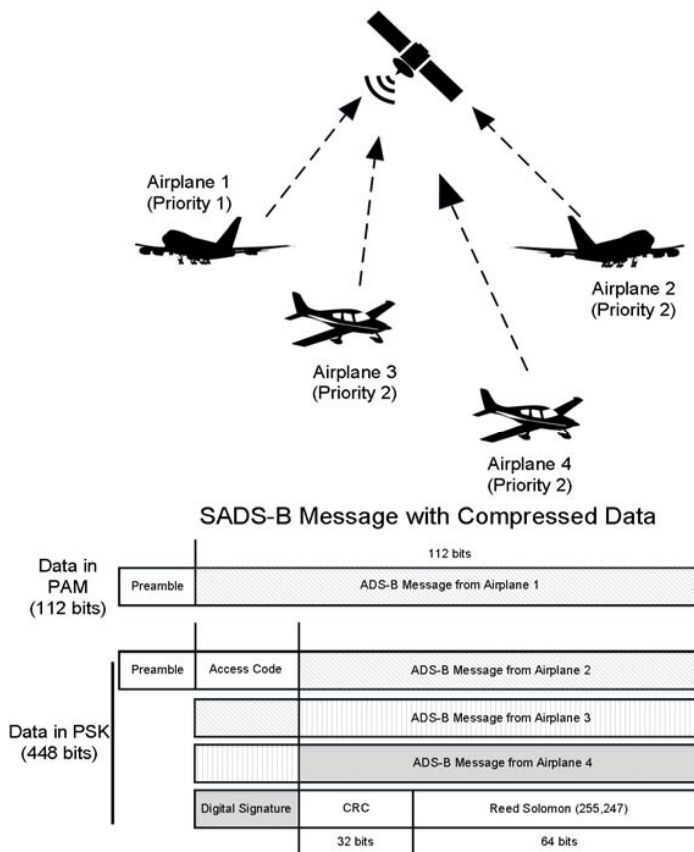 Airplane 1
(Priority 1)
Airplane 2
(Priority 2)
Airplane 3
(Priority 2)
Airplane 4
(Priority 2)
SADS-B Message with Compressed Data
112 bits
Data in
PAM
(112 bits)
Preamble
ADS-B Message from Airplane 1
Preamble
Access Code
ADS-B Message from Airplane 2
ADS-B Message from Airplane 3
Data in PSK
(448 bits)
ADS-B Message from Airplane 4
Digital Signature
CRC
Reed Solomon (255,247)
32 bits
64 bits